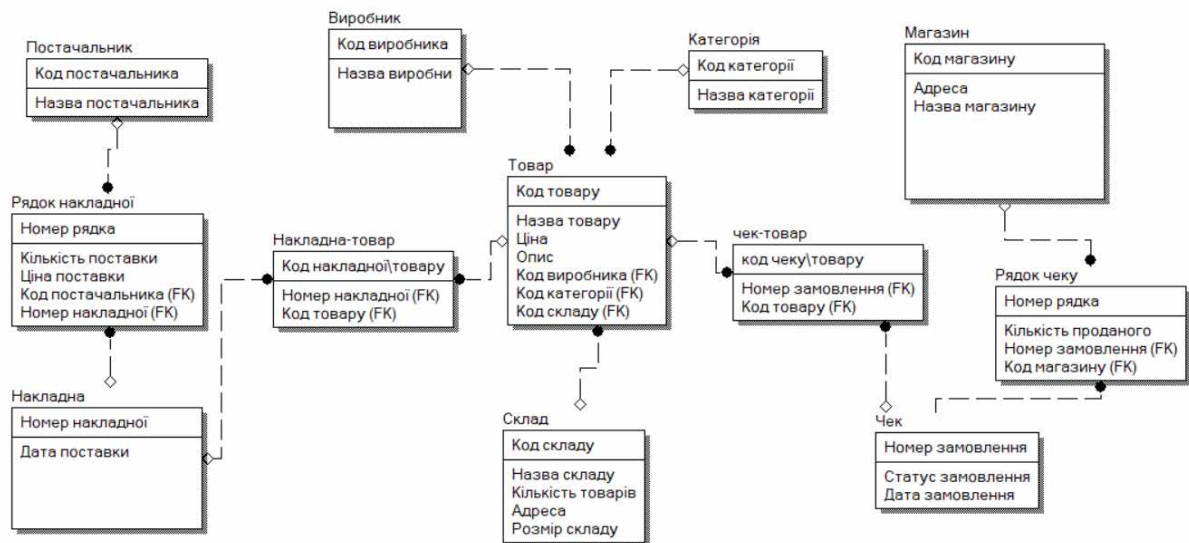 Постачальник
Код постачальника
Назва постачальника
Виробник
Код виробника
Назва виробни
Категорія
Код категорії
Назва категорії
Магазин
Код магазину
Адреса
Назва магазину
Рядок накладної
Номер рядка
Кількість поставки
Ціна поставки
Код постачальника (FK)
Номер накладної (FK)
Накладна-товар
Код накладної\товару
Номер накладної (FK)
Код товару (FK)
Товар
Код товару
Назва товару
Ціна
Опис
Код виробника (FK)
Код категорії (FK)
Код складу (FK)
чек-товар
код чеку\товару
Номер замовлення (FK)
Код товару (FK)
Рядок чеку
Номер рядка
Кількість проданого
Номер замовлення (FK)
Код магазину (FK)
Накладна
Номер накладної
Дата поставки
Склад
Код складу
Назва складу
Кількість товарів
Адреса
Розмір складу
Чек
Номер замовлення
Статус замовлення
Дата замовлення